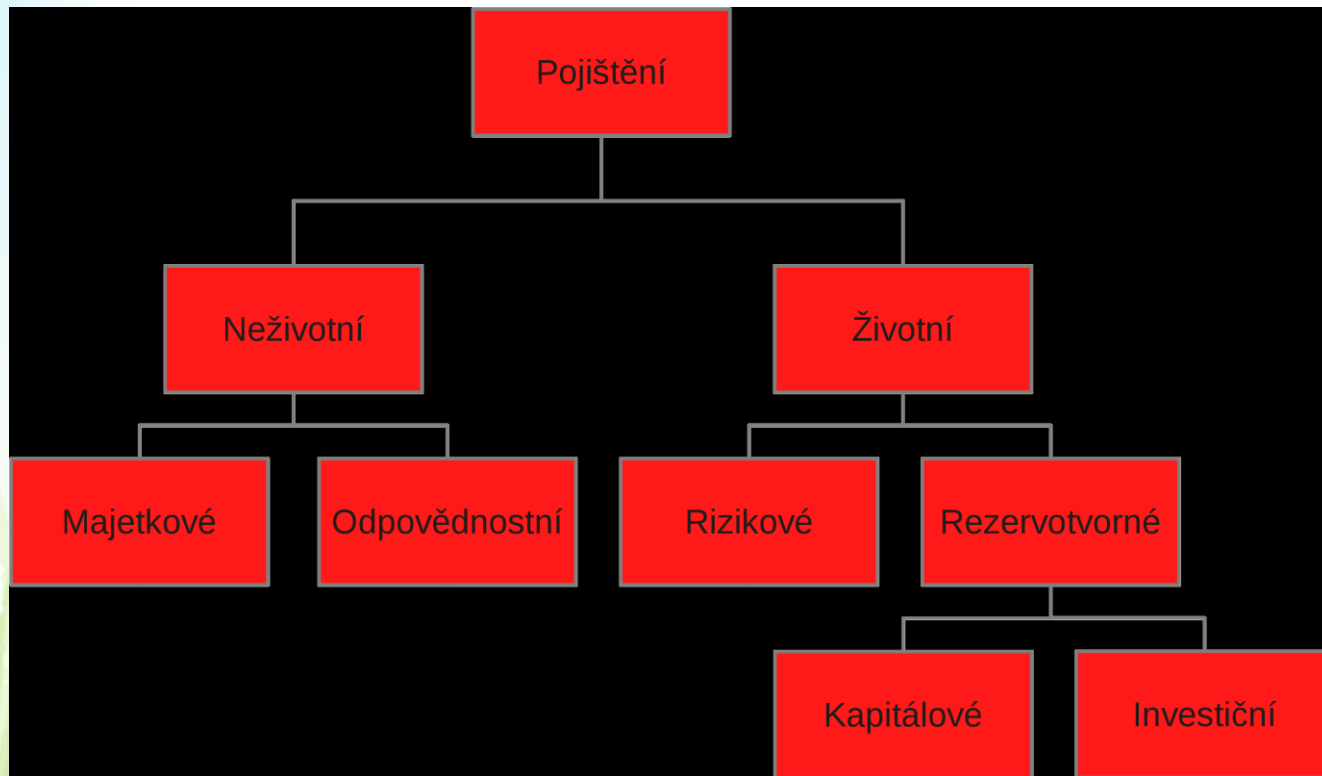 Pojištění
Neživotní
Životní
Majetkové
Odpovědnostní
Rizikové
Rezervotvorné
Kapitálové
Investiční